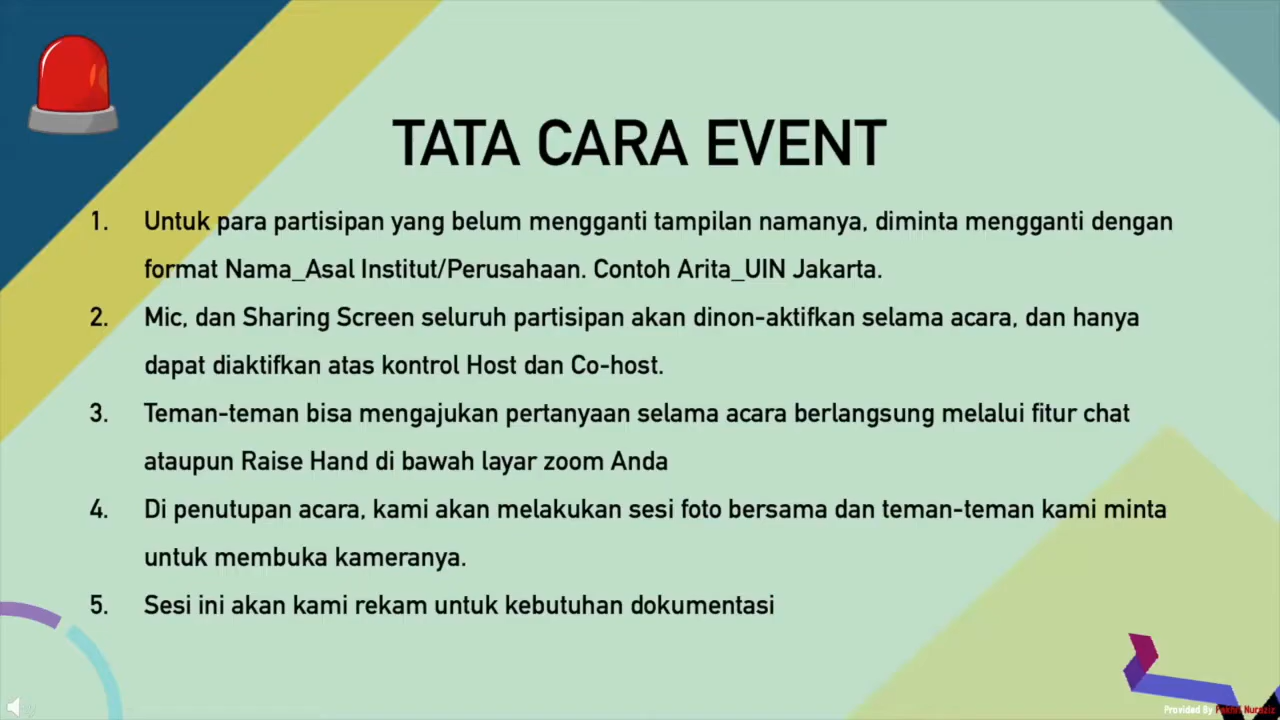 TATA CARA EVENT
1. Untuk para partisipan yang belum mengganti tampilan namanya, diminta mengganti dengan
format Nama_Asal Institut/Perusahaan. Contoh Arita_UIN Jakarta.
2. Mic, dan Sharing Screen seluruh partisipan akan dinon-aktifkan selama acara, dan hanya
dapat diaktifkan atas kontrol Host dan Co-host.
3. Teman-teman bisa mengajukan pertanyaan selama acara berlangsung melalui fitur chat
ataupun Raise Hand di bawah layar zoom Anda
4. Di penutupan acara, kami akan melakukan sesi foto bersama dan teman-teman kami minta
untuk membuka kameranya.
5. Sesi ini akan kami rekam untuk kebutuhan dokumentasi
Provided By